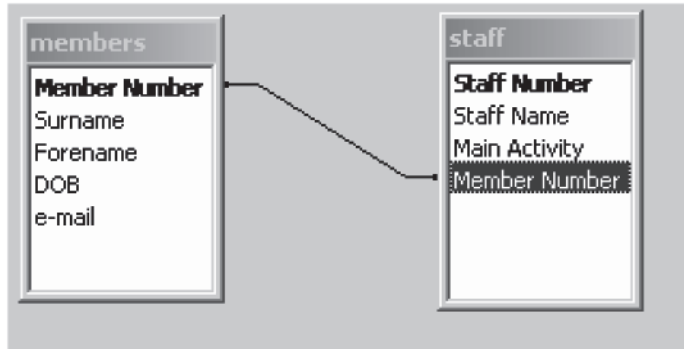 members
Member Number
Surname
Forename
DOB
e-mail
staff
Staff Number
Staff Name
Main Activity
Member Number